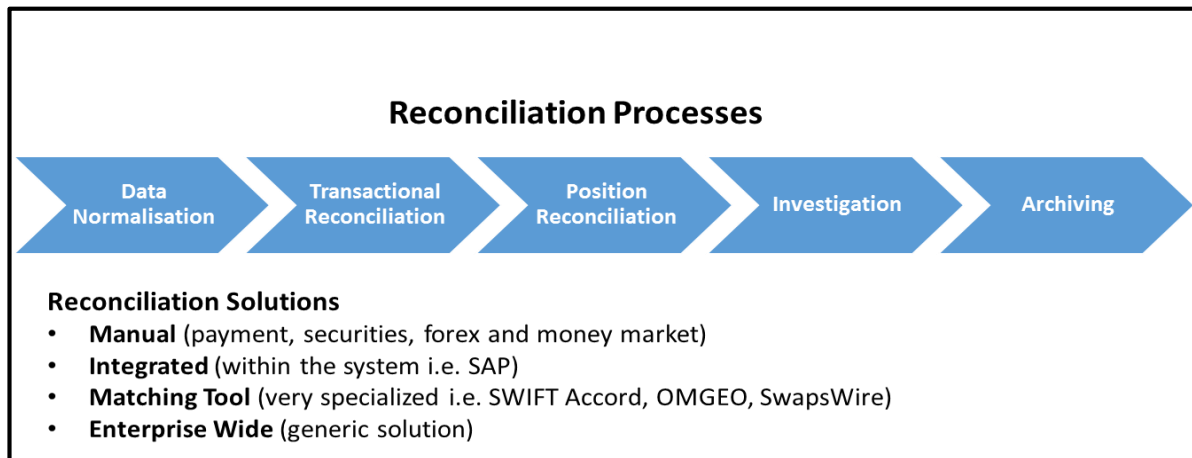 Reconciliation Processes
Data
Normalisation
Transactional
Reconciliation
Position
Reconciliation
Investigation
Archiving
Reconciliation Solutions
• Manual (payment, securities, forex and money market)
• Integrated (within the system i.e. SAP)
• Matching Tool (very specialized i.e. SWIFT Accord, OMGEO, SwapsWire)
• Enterprise Wide (generic solution)